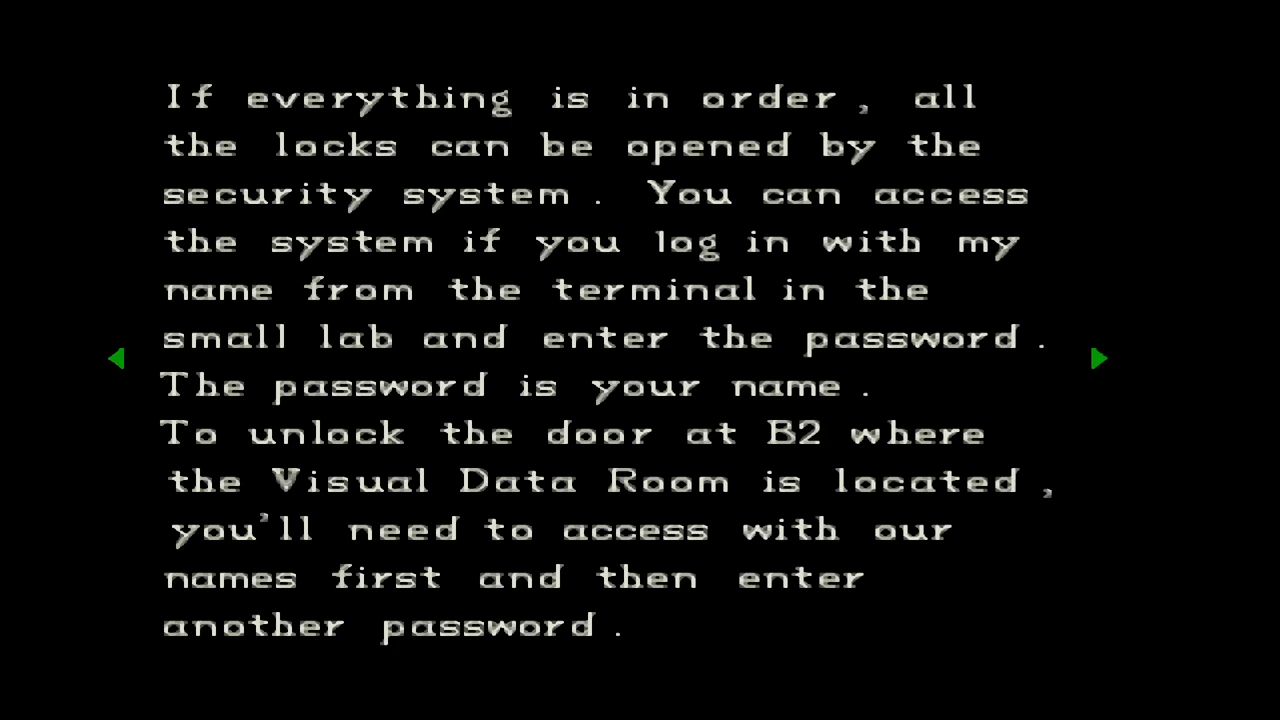 If everything is in order, all
the locks can be opened by the
security system. You can access
the system if you log in with my
name from the terminal in the
small lab and enter the password.
The password is your name.
To unlock the door at B2 where
the Visual Data Room is located,
you'll need to access with our
names first and then enter
another password.